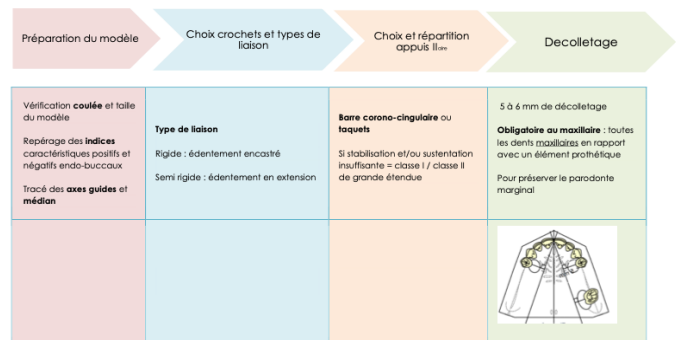 Préparation du modèle
Choix crochets et types de
liaison
Choix et répartition
appuis IIaire
Decolletage
Vérification coulée et taille
du modèle
Repérage des indices
caractéristiques positifs et
négatifs endo-buccaux
Tracé des axes guides et
médian
Type de liaison
Rigide : édentement encastré
Semi rigide : édentement en extension
Barre corono-cingulaire ou
taquets
Si stabilisation et/ou sustentation
insuffisante = classe I / classe II
de grande étendue
5 à 6 mm de décolletage
Obligatoire au maxillaire : toutes
les dents maxillaires en rapport
avec un élément prothétique
Pour préserver le parodonte
marginal